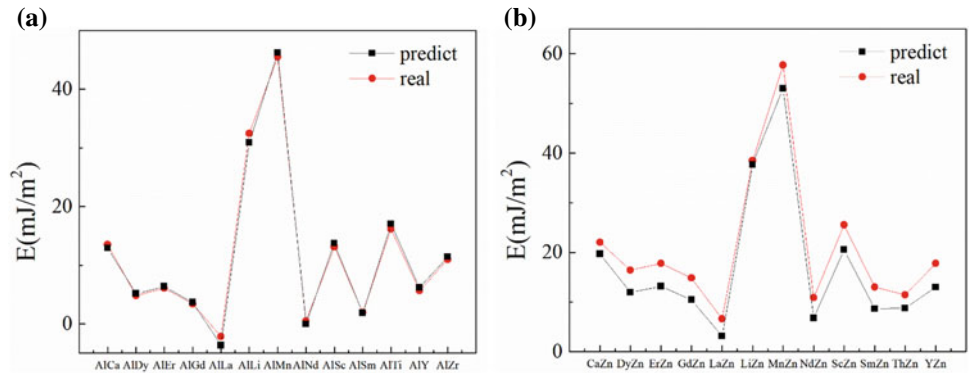 (a)
predict
real
40
20
0
E(mJ/m²)
AlCa AlDy AlEr AlGd AlLa AlLi AlMn AlNd AlSc AlSm AlTi AlY AlZr
(b)
predict
real
60
40
20
0
E(mJ/m²)
CaZn DyZn ErZn GdZn LaZn LiZn MnZn NdZn ScZn SmZn ThZn YZn